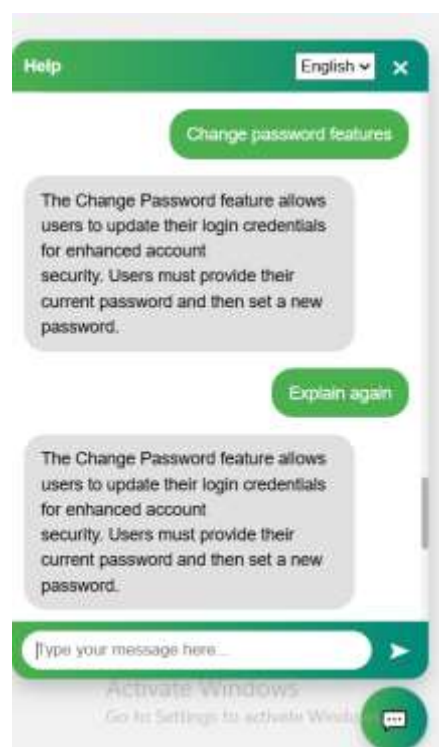 Help
English
×
Change password features
The Change Password feature allows
users to update their login credentials
for enhanced account
security. Users must provide their
current password and then set a new
password.
Explain again
The Change Password feature allows
users to update their login credentials
for enhanced account
security. Users must provide their
current password and then set a new
password.
Type your message here...
Activate Windows
Go to Settings to activate Windo